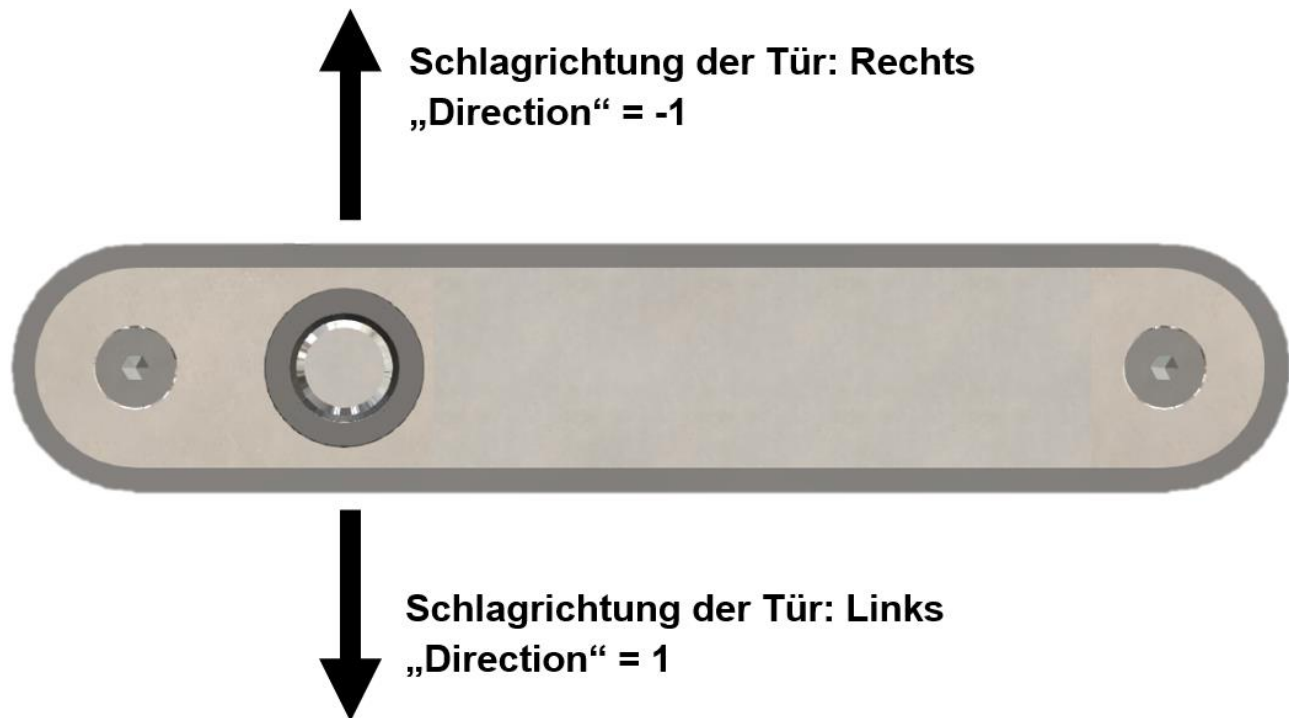 Schlagrichtung der Tür: Rechts
„Direction“ = -1
Schlagrichtung der Tür: Links
„Direction“ = 1